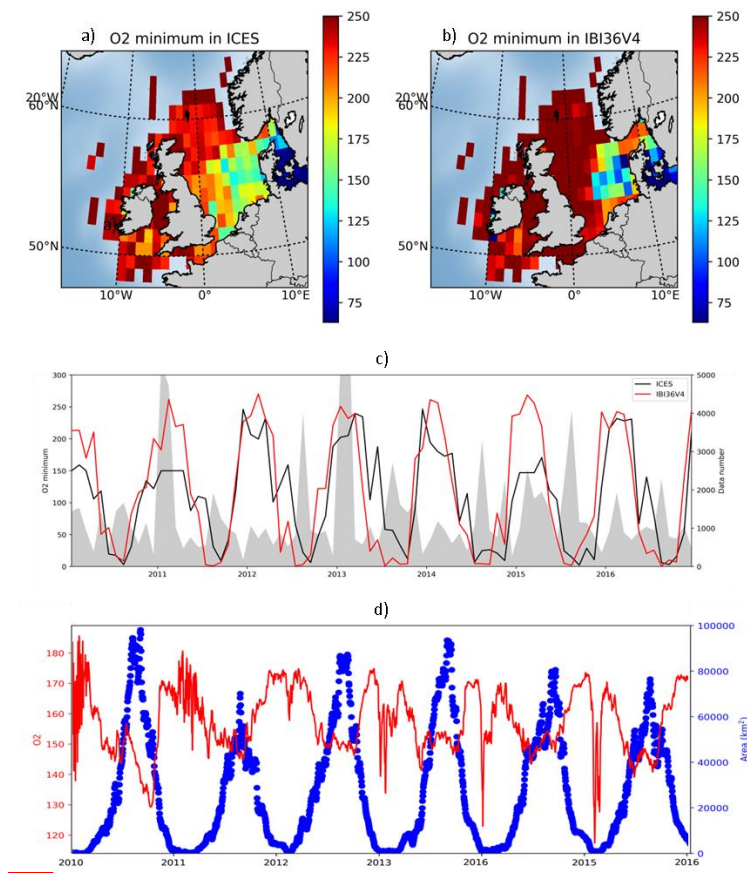 a)
O2 minimum in ICES
b)
O2 minimum in IBI36V4
20°W
60°N
50°N
10°W
0°
10°E
a)
250
225
200
175
150
125
100
75
20°W
60°N
50°N
10°W
0°
10°E
250
225
200
175
150
125
100
75
c)
O2 minimum
300
250
200
150
100
50
0
ICES
IBI36V4
5000
4000
3000
2000
1000
0
Data number
2011
2012
2013
2014
2015
2016
d)
O2
180
170
160
150
140
130
120
100000
80000
60000
40000
20000
0
Area (km²)
2010
2011
2012
2013
2016
2015
2016